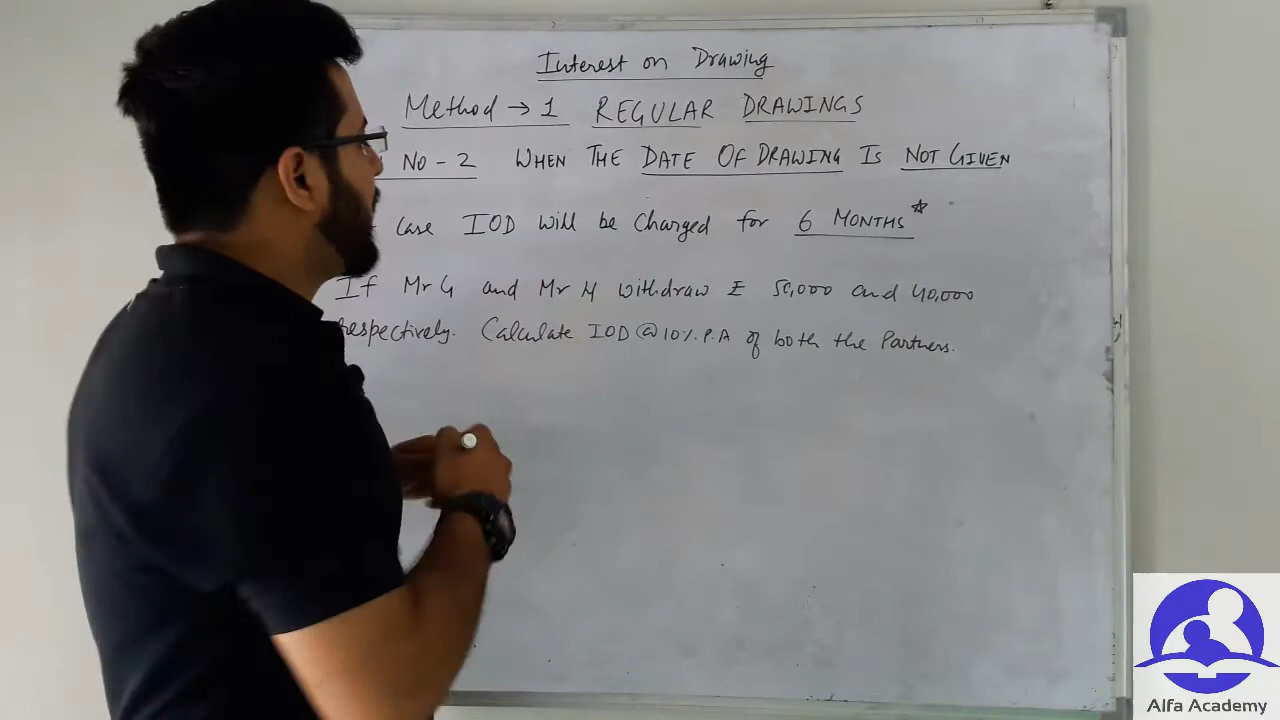 Interest on Drawing
Method → 1 REGULAR DRAWINGS
NO - 2 WHEN THE DATE OF DRAWING IS NOT GIVEN
case IOD will be charged for 6 MONTHS*
If Mr G and Mr M withdraw ₤ 50,000 and 40,000
respectively. Calculate IOD @ 10% P.A of both the Partners.
Alfa Academy